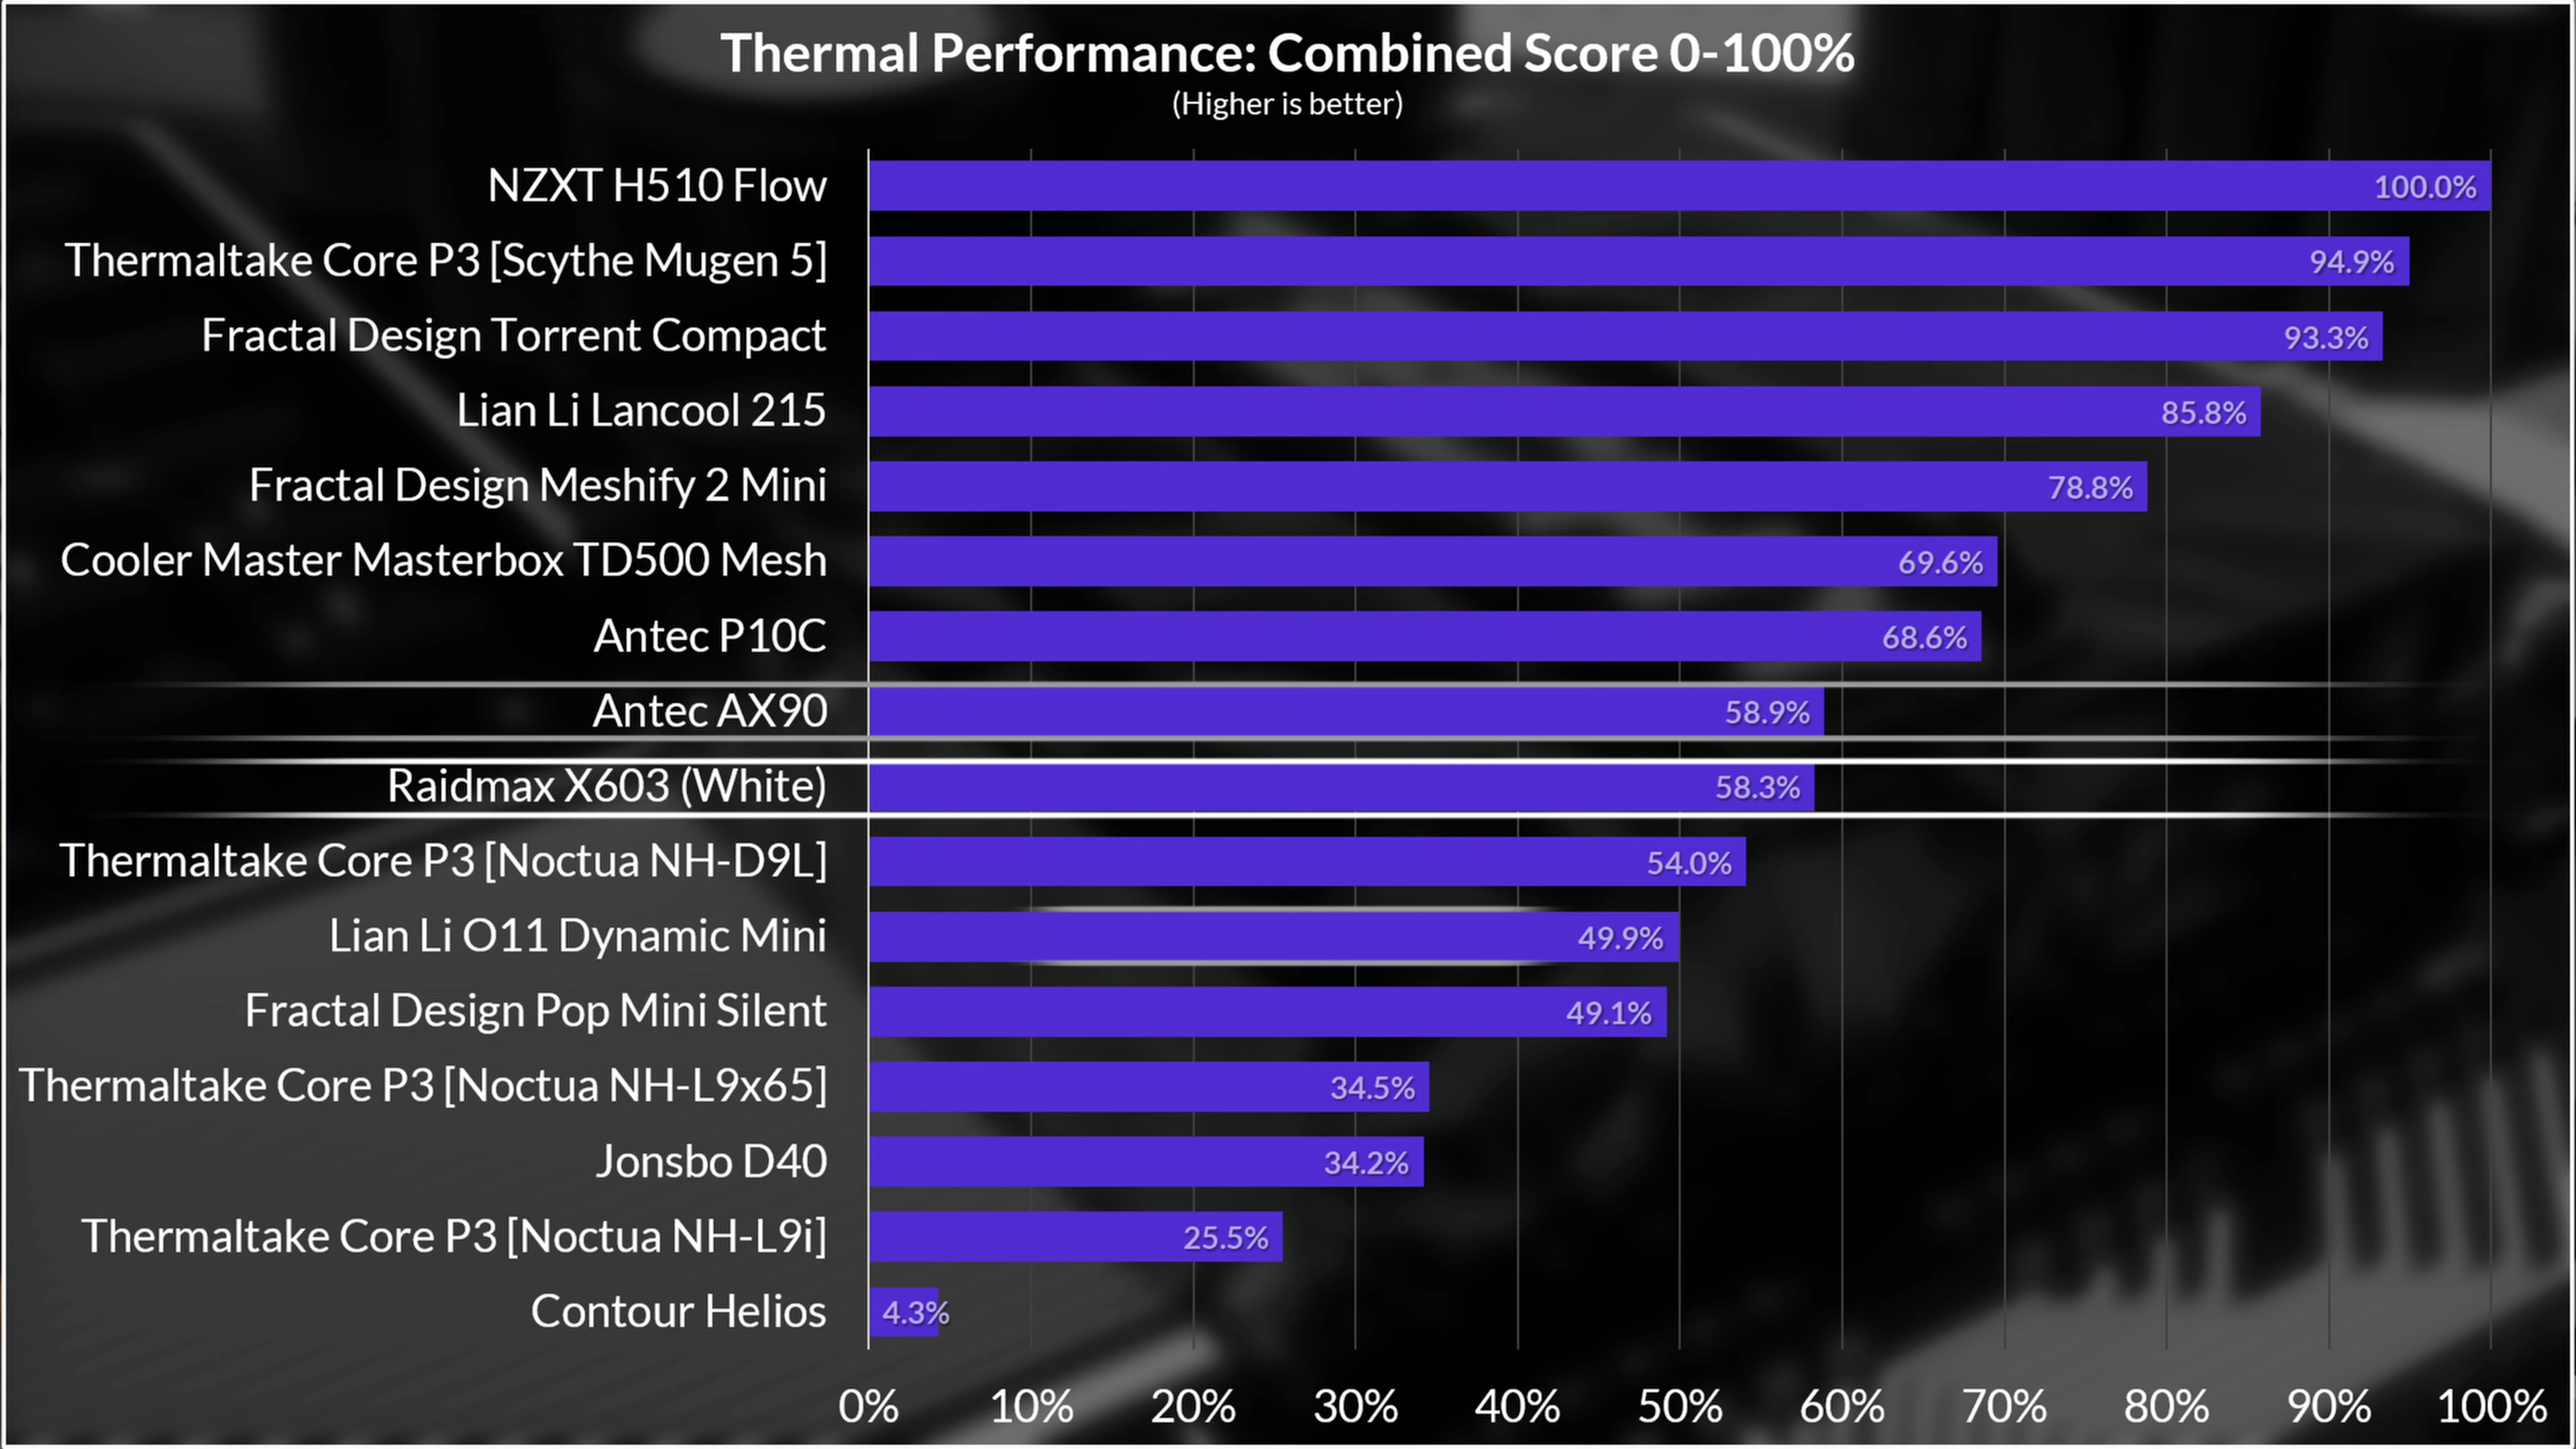 Thermal Performance: Combined Score 0-100%
(Higher is better)
NZXT H510 Flow 100.0%
Thermaltake Core P3 [Scythe Mugen 5] 94.9%
Fractal Design Torrent Compact 93.3%
Lian Li Lancool 215 85.8%
Fractal Design Meshify 2 Mini 78.8%
Cooler Master Masterbox TD500 Mesh 69.6%
Antec P10C 68.6%
Antec AX90 58.9%
Raidmax X603 (White) 58.3%
Thermaltake Core P3 [Noctua NH-D9L] 54.0%
Lian Li O11 Dynamic Mini 49.9%
Fractal Design Pop Mini Silent 49.1%
Thermaltake Core P3 [Noctua NH-L9x65] 34.5%
Jonsbo D40 34.2%
Thermaltake Core P3 [Noctua NH-L9i] 25.5%
Contour Helios 4.3%
0% 10% 20% 30% 40% 50% 60% 70% 80% 90% 100%